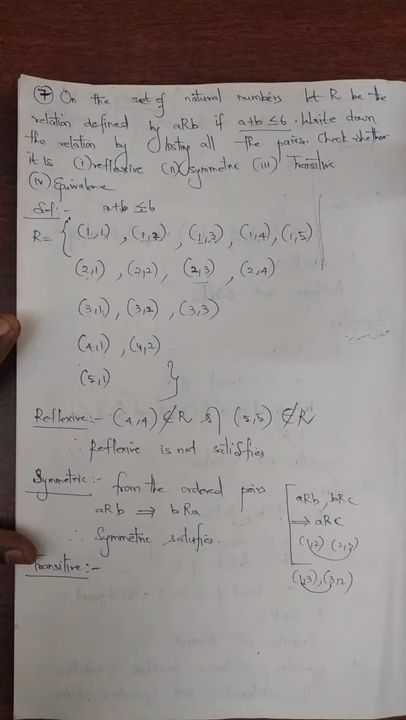 (7) On the set of natural numbers let R be the
relation defined by aRb if a+b ≤ 6. Write down
the relation by listing all the pairs. Check whether
it is (i) reflexive (ii) symmetric (iii) Transitive
(iv) Equivalence
Sol:- a+b ≤ 6
R = { (1,1), (1,2), (1,3), (1,4), (1,5)
(2,1), (2,2), (2,3), (2,4)
(3,1), (3,2), (3,3)
(4,1), (4,2)
(5,1) }
Reflexive:- (4,4) ∉ R (5,5) ∉ R
∴ Reflexive is not satisfies
Symmetric:- from the ordered pairs
aRb ⟹ bRa
∴ Symmetric satisfies.
[aRb, bRc
⟹ aRc
(1,2) (2,3)
(1,3), (3,2)
Transitive:-